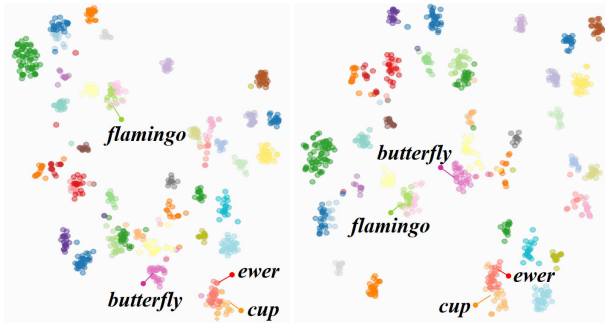 flamingo
butterfly
ewer
cup
butterfly
flamingo
ewer
cup